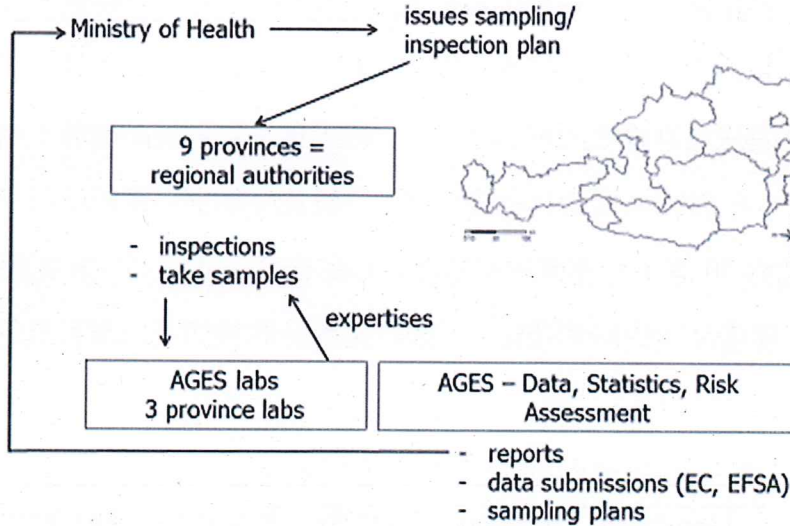 Ministry of Health
issues sampling/
inspection plan
9 provinces =
regional authorities
- inspections
- take samples
expertises
AGES labs
3 province labs
AGES – Data, Statistics, Risk
Assessment
- reports
- data submissions (EC, EFSA)
- sampling plans